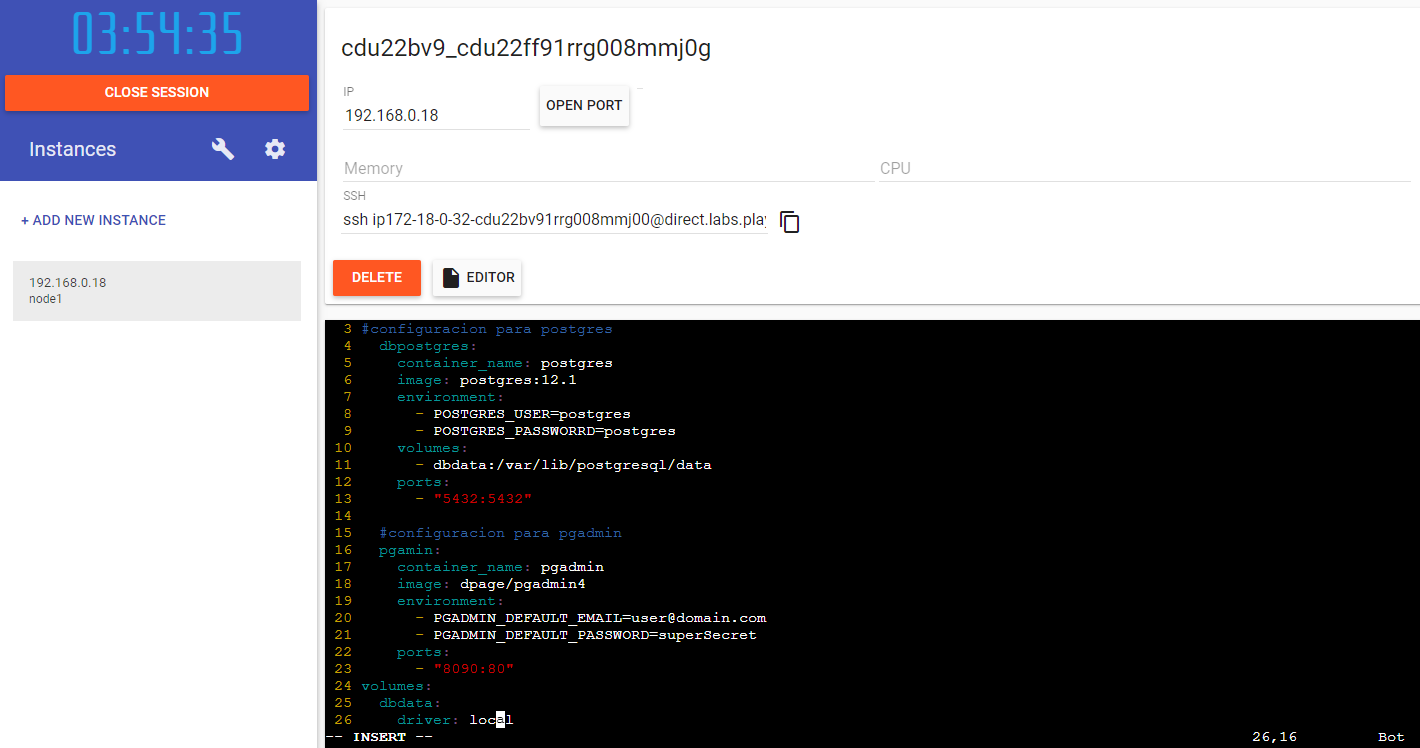 03:54:35
CLOSE SESSION
Instances
+ ADD NEW INSTANCE
192.168.0.18
node1
cdu22bv9_cdu22ff91rrg008mmj0g
IP
192.168.0.18
OPEN PORT
Memory
CPU
SSH
ssh ip172-18-0-32-cdu22bv91rrg008mmj00@direct.labs.play
DELETE
EDITOR
3 #configuracion para postgres
4 dbpostgres:
5 container_name: postgres
6 image: postgres:12.1
7 environment:
8 - POSTGRES_USER=postgres
9 - POSTGRES_PASSWORRD=postgres
10 volumes:
11 - dbdata:/var/lib/postgresql/data
12 ports:
13 - "5432:5432"
14
15 #configuracion para pgadmin
16 pgamin:
17 container_name: pgadmin
18 image: dpage/pgadmin4
19 environment:
20 - PGADMIN_DEFAULT_EMAIL=user@domain.com
21 - PGADMIN_DEFAULT_PASSWORD=superSecret
22 ports:
23 - "8090:80"
24 volumes:
25 dbdata:
26 driver: local
-- INSERT -- 26,16 Bot